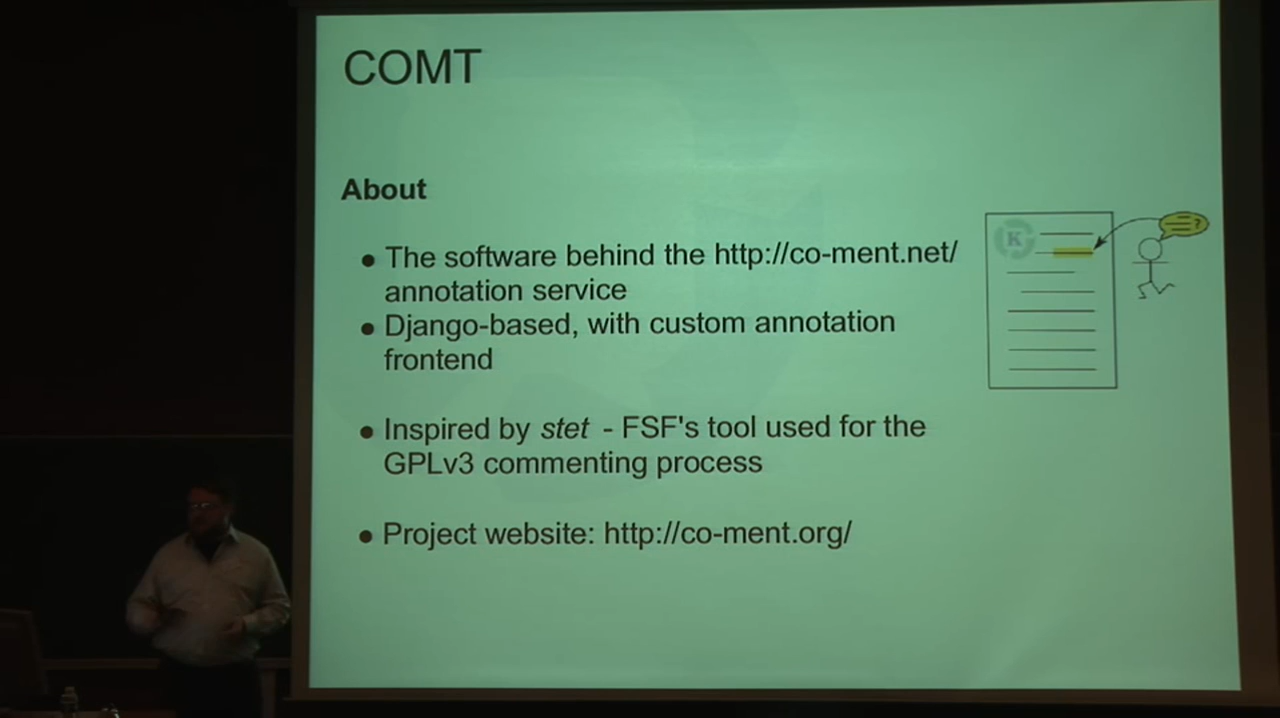 COMT
About
● The software behind the http://co-ment.net/
annotation service
● Django-based, with custom annotation
frontend
● Inspired by stet - FSF's tool used for the
GPLv3 commenting process
● Project website: http://co-ment.org/
K
?